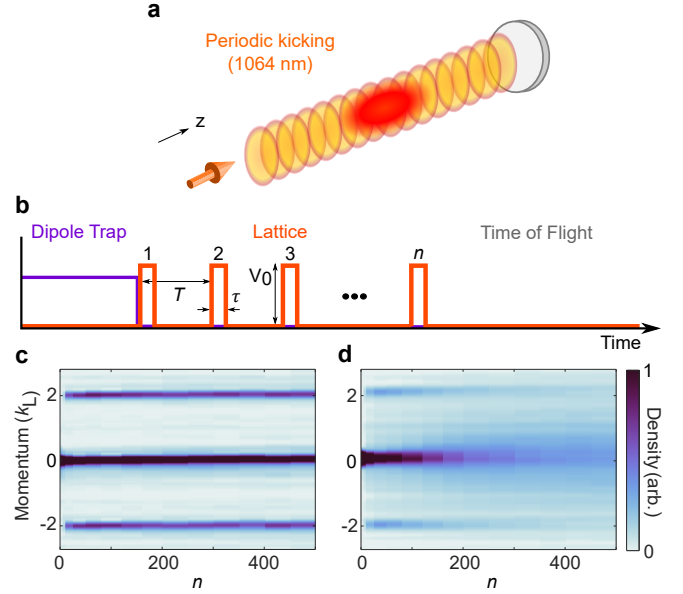 a
Periodic kicking
(1064 nm)
z
b
Dipole Trap
Lattice
Time of Flight
1
2
3
n
T
τ
V0
•••
Time
c
d
Momentum (kL)
2
0
-2
0
200
400
n
2
0
-2
0
200
400
n
1
0
Density (arb.)